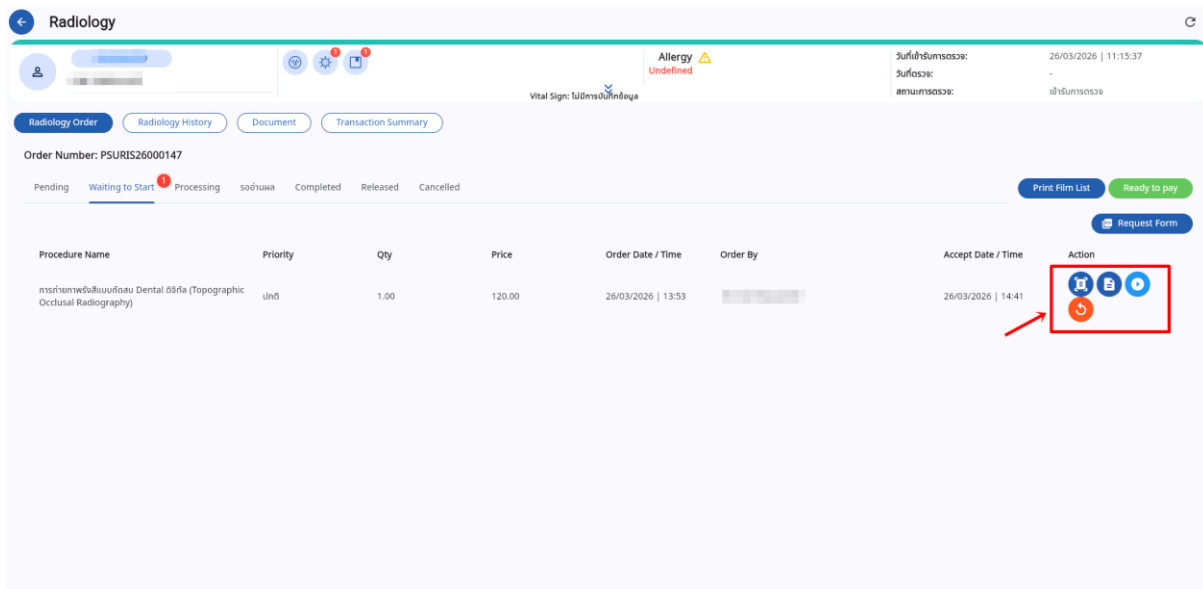 Radiology
1
1
Allergy
Undefined
Vital Sign: ไม่มีการบันทึกข้อมูล
วันที่เข้ารับการตรวจ: 26/03/2026 | 11:15:37
วันที่ตรวจ: -
สถานะการตรวจ: เข้ารับการตรวจ
Radiology Order Radiology History Document Transaction Summary
Order Number: PSURIS26000147
Pending Waiting to Start 1 Processing รออ่านผล Completed Released Cancelled Print Film List Ready to pay
Request Form
Procedure Name Priority Qty Price Order Date / Time Order By Accept Date / Time Action
การถ่ายภาพรังสีแบบกัดสบ Dental ดิจิทัล (Topographic
Occlusal Radiography) ปกติ 1.00 120.00 26/03/2026 | 13:53 26/03/2026 | 14:41